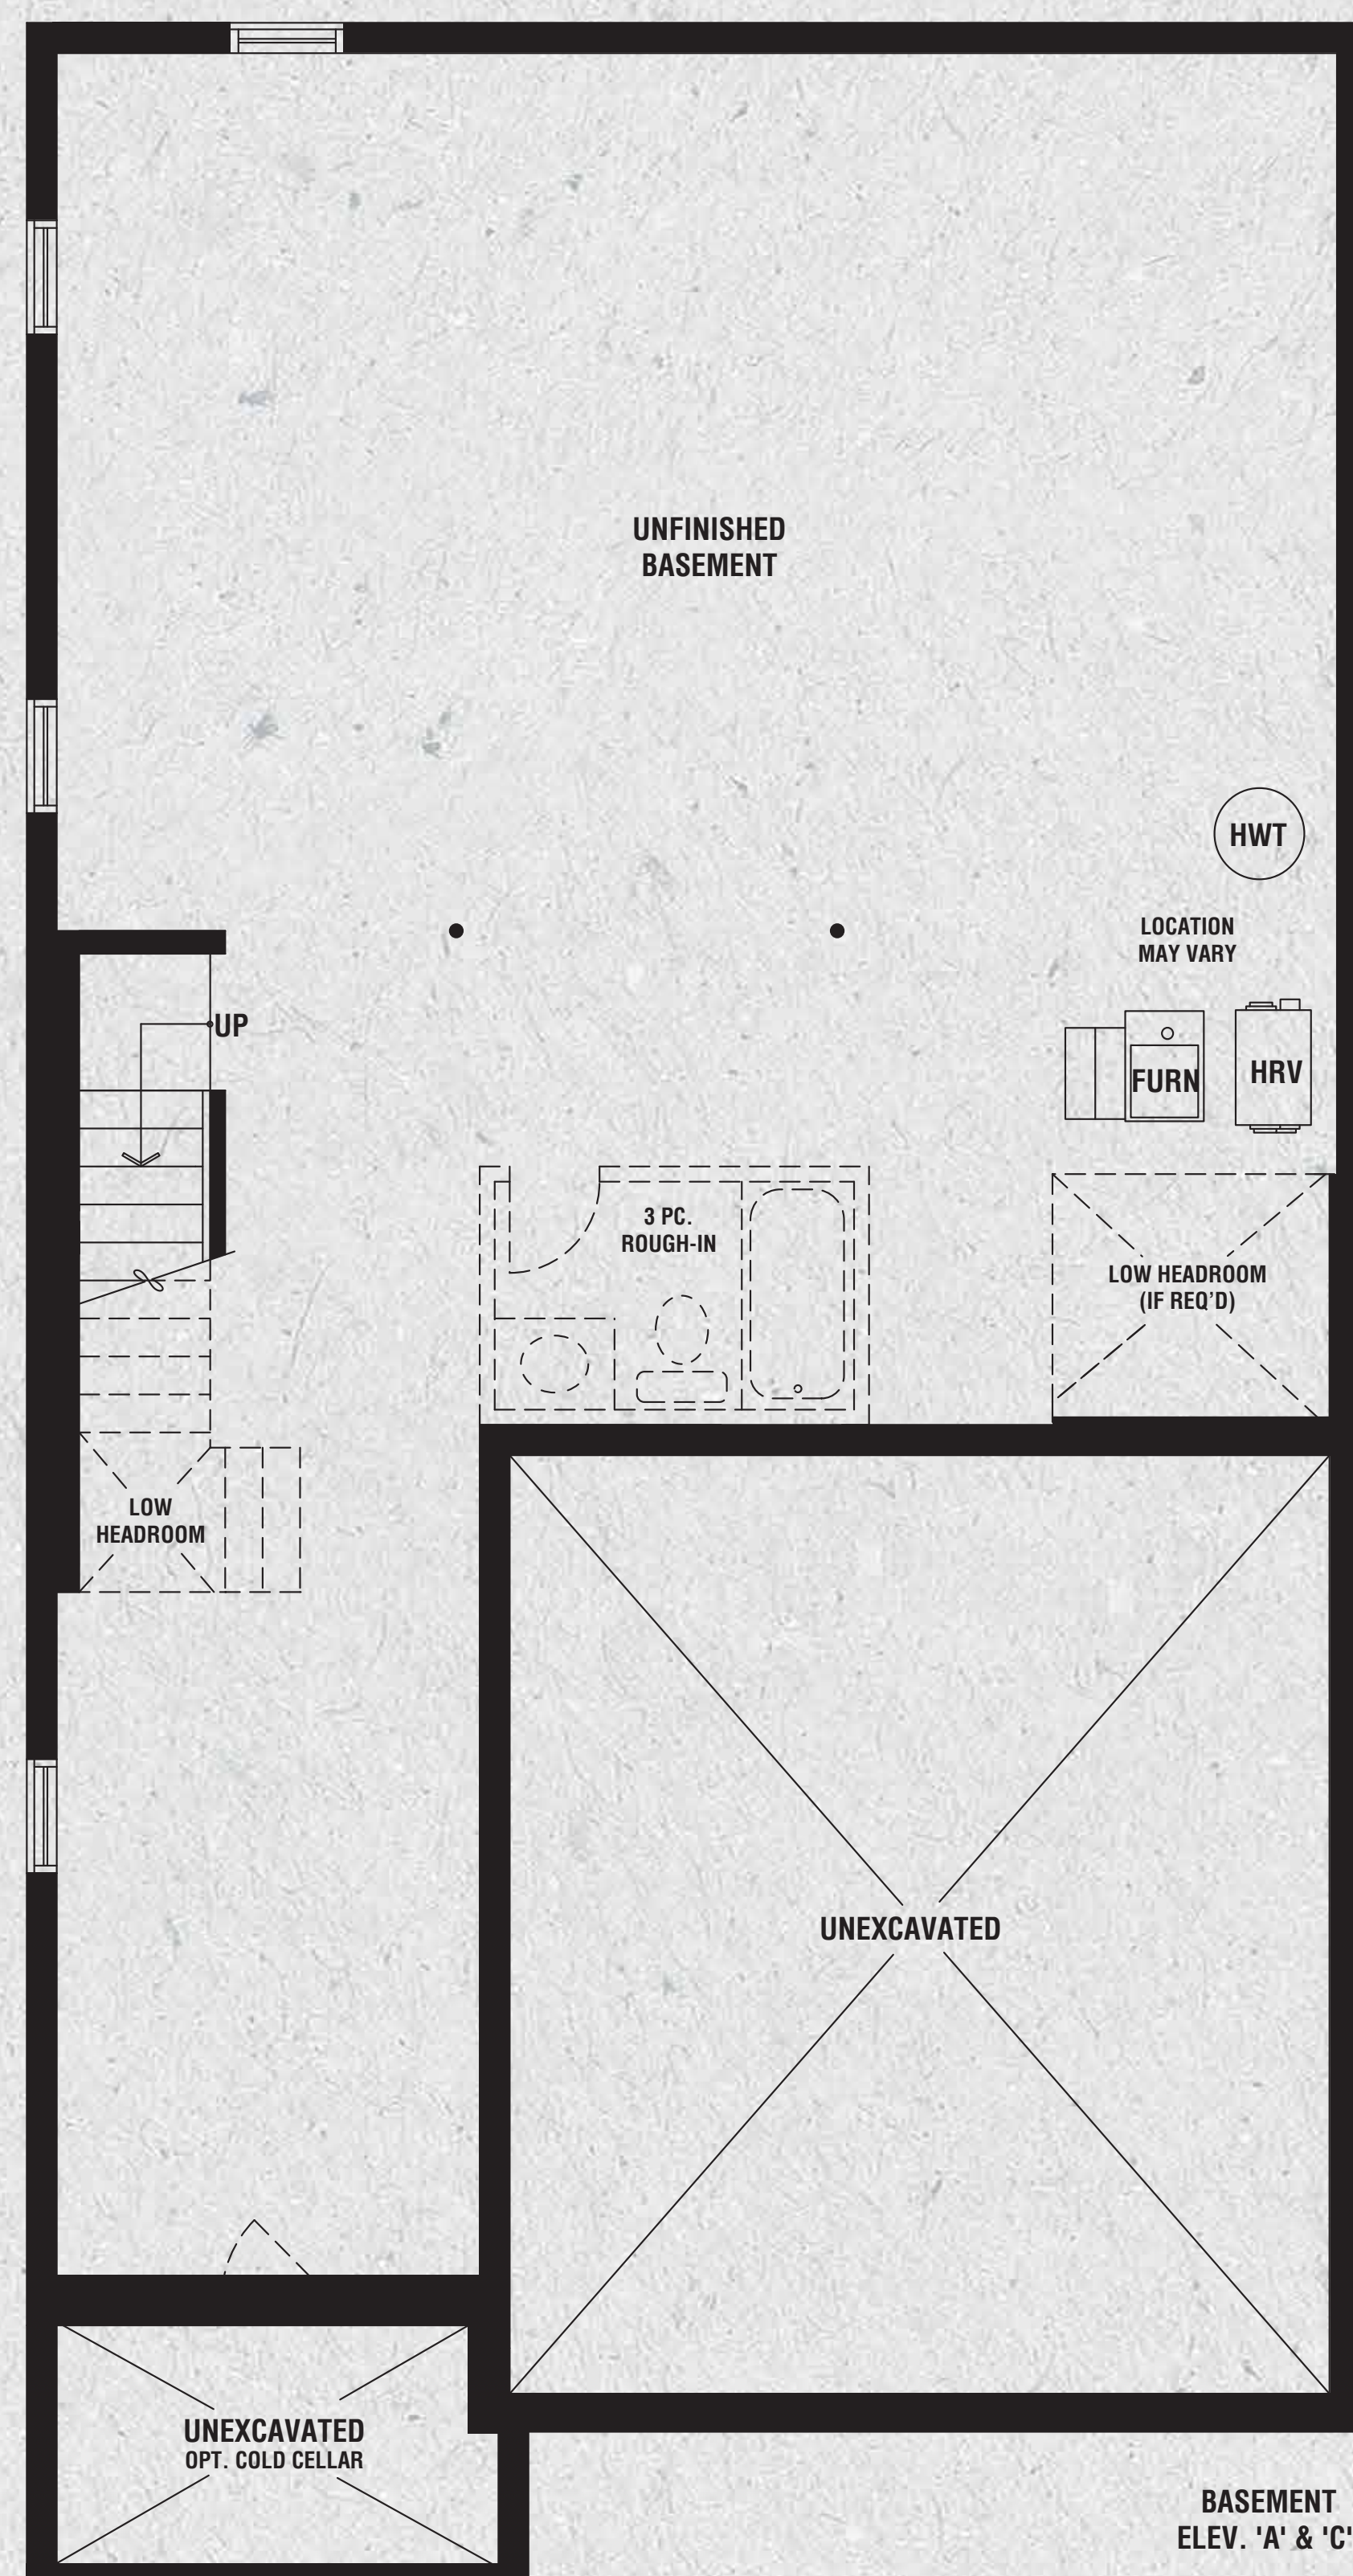 UNFINISHED
BASEMENT
HWT
LOCATION
MAY VARY
UP
FURN
HRV
3 PC.
ROUGH-IN
LOW HEADROOM
(IF REQ’D)
LOW
HEADROOM
UNEXCAVATED
UNEXCAVATED
OPT. COLD CELLAR
BASEMENT
ELEV. 'A' & 'C'